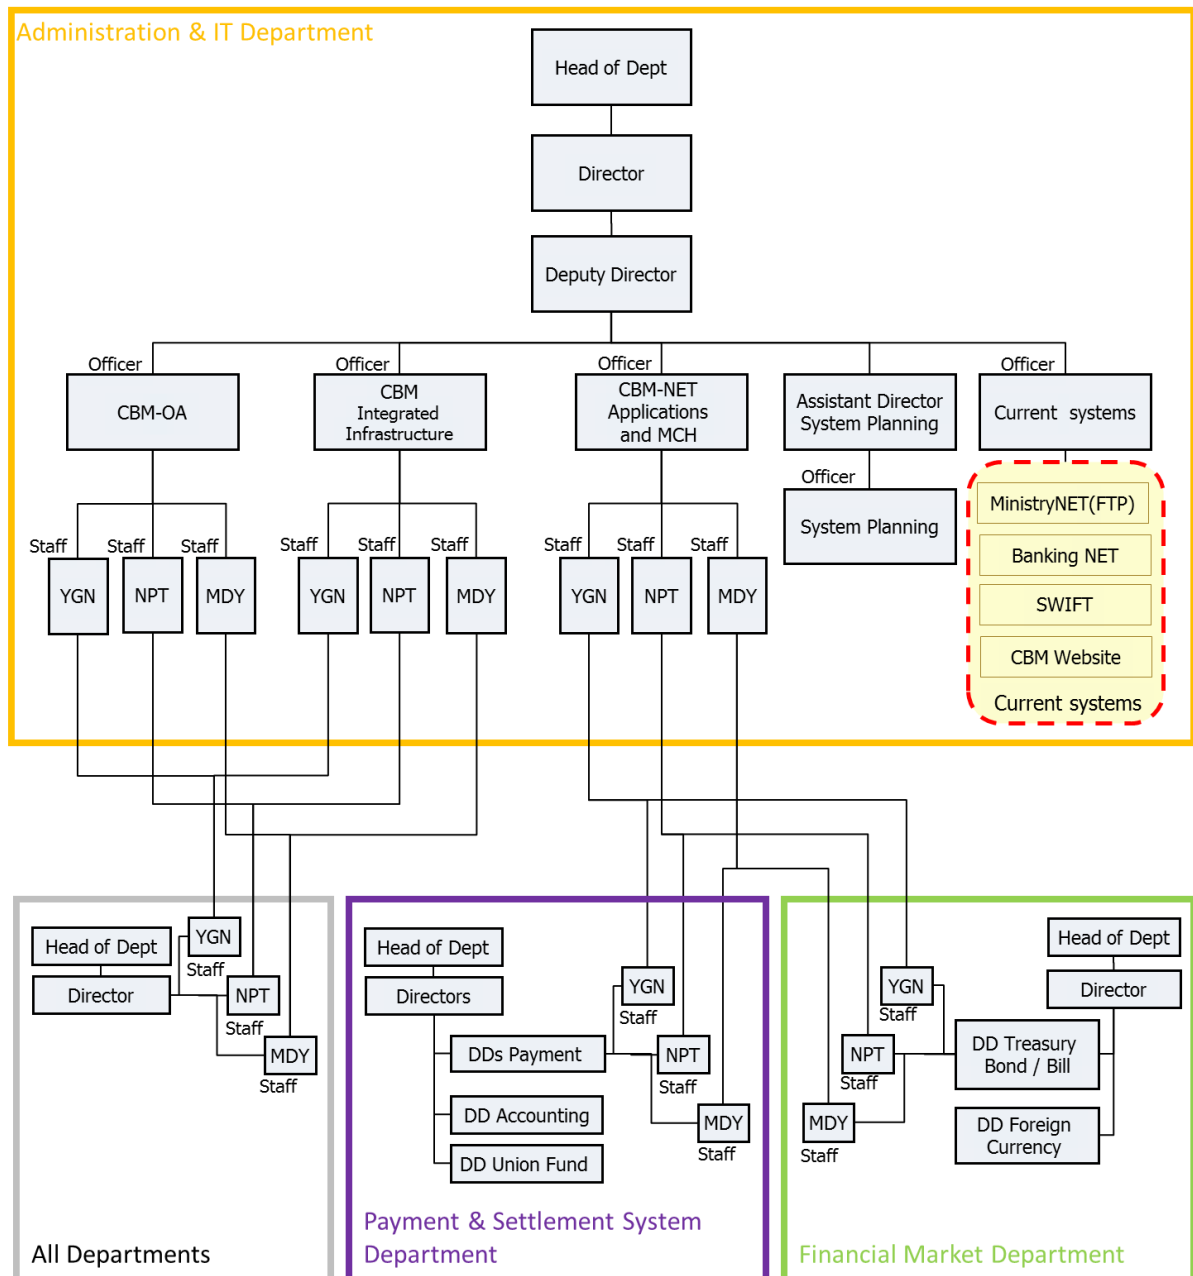 Administration & IT Department
Head of Dept
Director
Deputy Director
Officer
Officer
Officer
Officer
CBM-OA
CBM
Integrated
Infrastructure
CBM-NET
Applications
and MCH
Assistant Director
System Planning
Current systems
Officer
System Planning
MinistryNET(FTP)
Banking NET
SWIFT
CBM Website
Current systems
Staff
Staff
Staff
Staff
Staff
Staff
Staff
Staff
Staff
YGN
NPT
MDY
YGN
NPT
MDY
YGN
NPT
MDY
Head of Dept
Director
YGN
Staff
NPT
Staff
MDY
Staff
All Departments
Head of Dept
Directors
DDs Payment
DD Accounting
DD Union Fund
YGN
Staff
NPT
Staff
MDY
Staff
Payment & Settlement System
Department
Head of Dept
Director
YGN
Staff
NPT
Staff
MDY
Staff
DD Treasury
Bond / Bill
DD Foreign
Currency
Financial Market Department